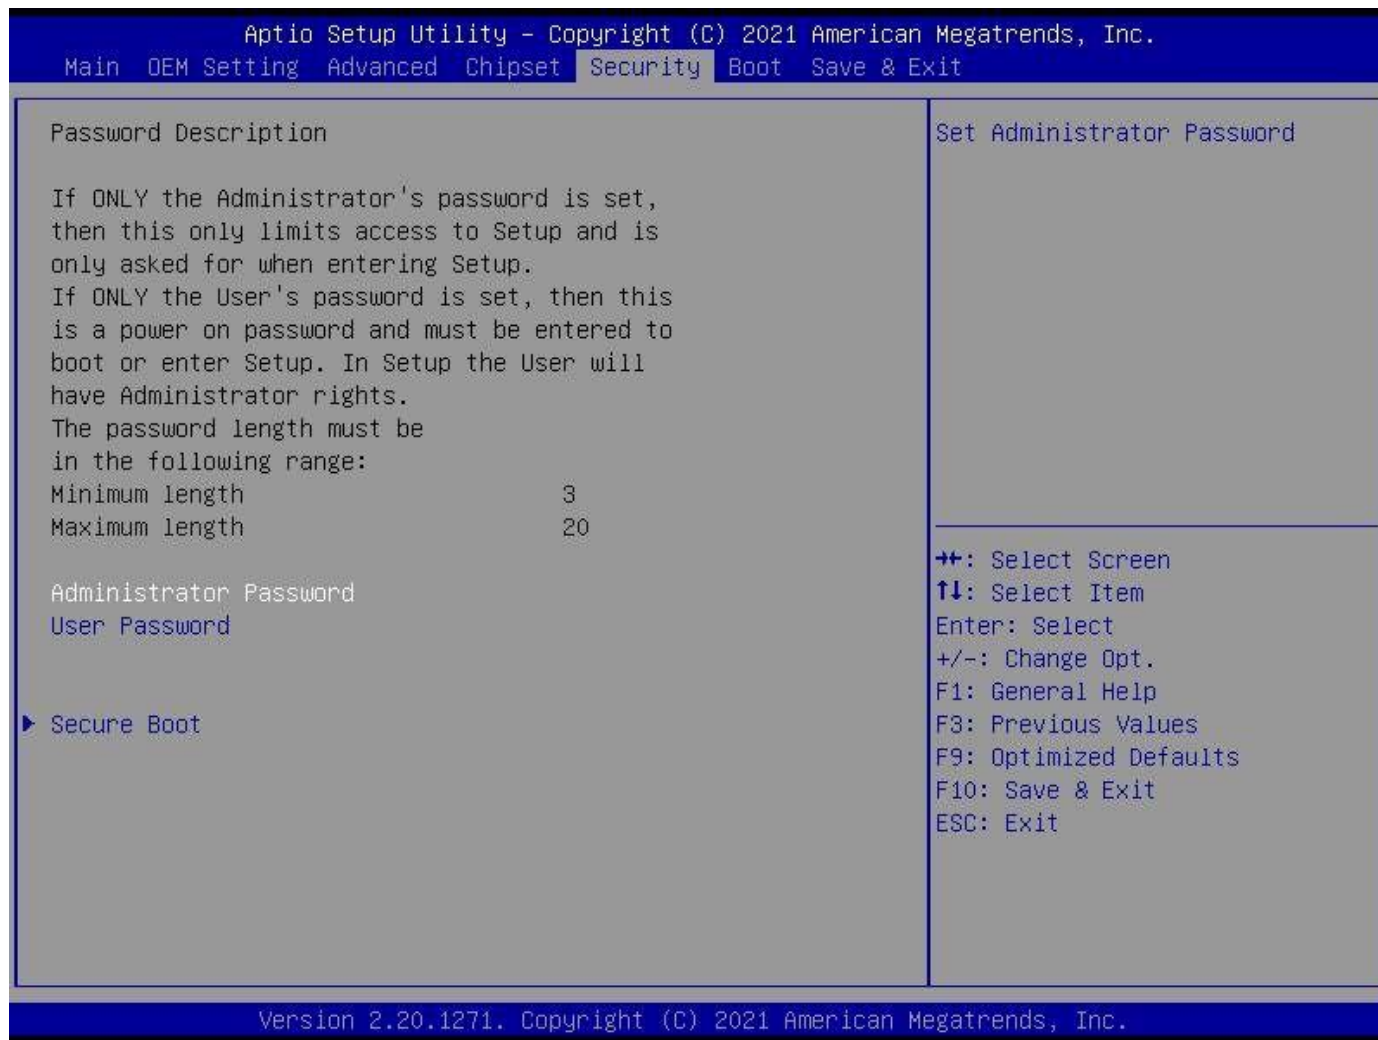 Aptio Setup Utility – Copyright (C) 2021 American Megatrends, Inc.
Main OEM Setting Advanced Chipset Security Boot Save & Exit
Password Description
If ONLY the Administrator's password is set,
then this only limits access to Setup and is
only asked for when entering Setup.
If ONLY the User's password is set, then this
is a power on password and must be entered to
boot or enter Setup. In Setup the User will
have Administrator rights.
The password length must be
in the following range:
Minimum length 3
Maximum length 20
Administrator Password
User Password
Secure Boot
Set Administrator Password
→←: Select Screen
↑↓: Select Item
Enter: Select
+/-: Change Opt.
F1: General Help
F3: Previous Values
F9: Optimized Defaults
F10: Save & Exit
ESC: Exit
Version 2.20.1271. Copyright (C) 2021 American Megatrends, Inc.